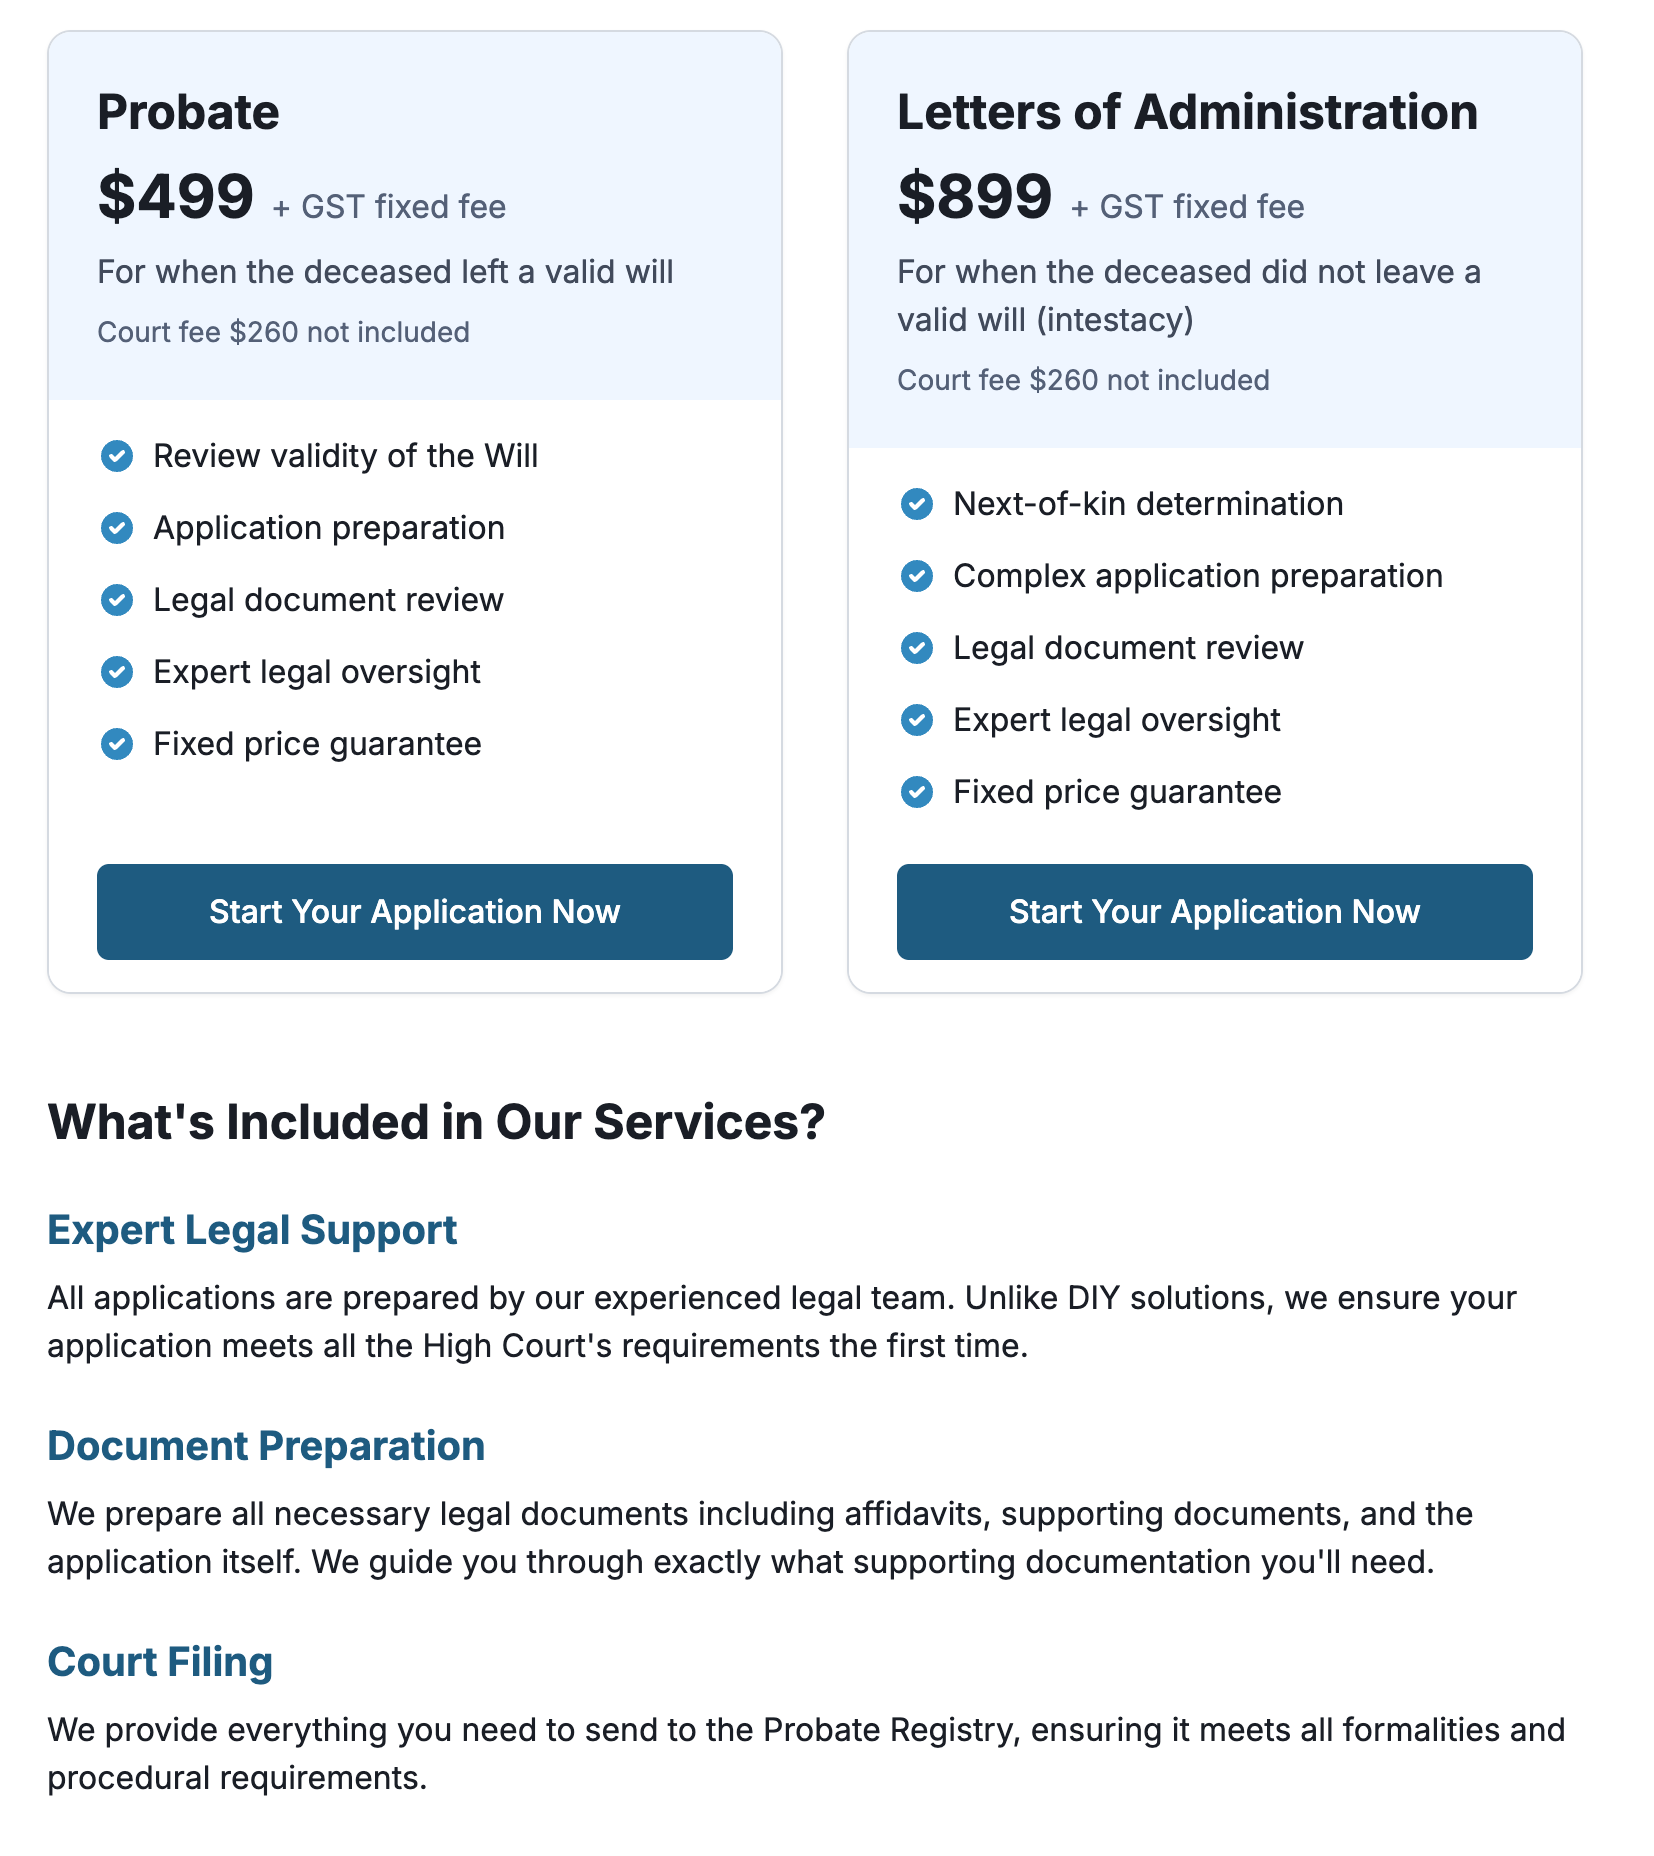 Probate
$499 + GST fixed fee
For when the deceased left a valid will
Court fee $260 not included
Review validity of the Will
Application preparation
Legal document review
Expert legal oversight
Fixed price guarantee
Start Your Application Now
Letters of Administration
$899 + GST fixed fee
For when the deceased did not leave a
valid will (intestacy)
Court fee $260 not included
Next-of-kin determination
Complex application preparation
Legal document review
Expert legal oversight
Fixed price guarantee
Start Your Application Now
What's Included in Our Services?
Expert Legal Support
All applications are prepared by our experienced legal team. Unlike DIY solutions, we ensure your
application meets all the High Court's requirements the first time.
Document Preparation
We prepare all necessary legal documents including affidavits, supporting documents, and the
application itself. We guide you through exactly what supporting documentation you'll need.
Court Filing
We provide everything you need to send to the Probate Registry, ensuring it meets all formalities and
procedural requirements.